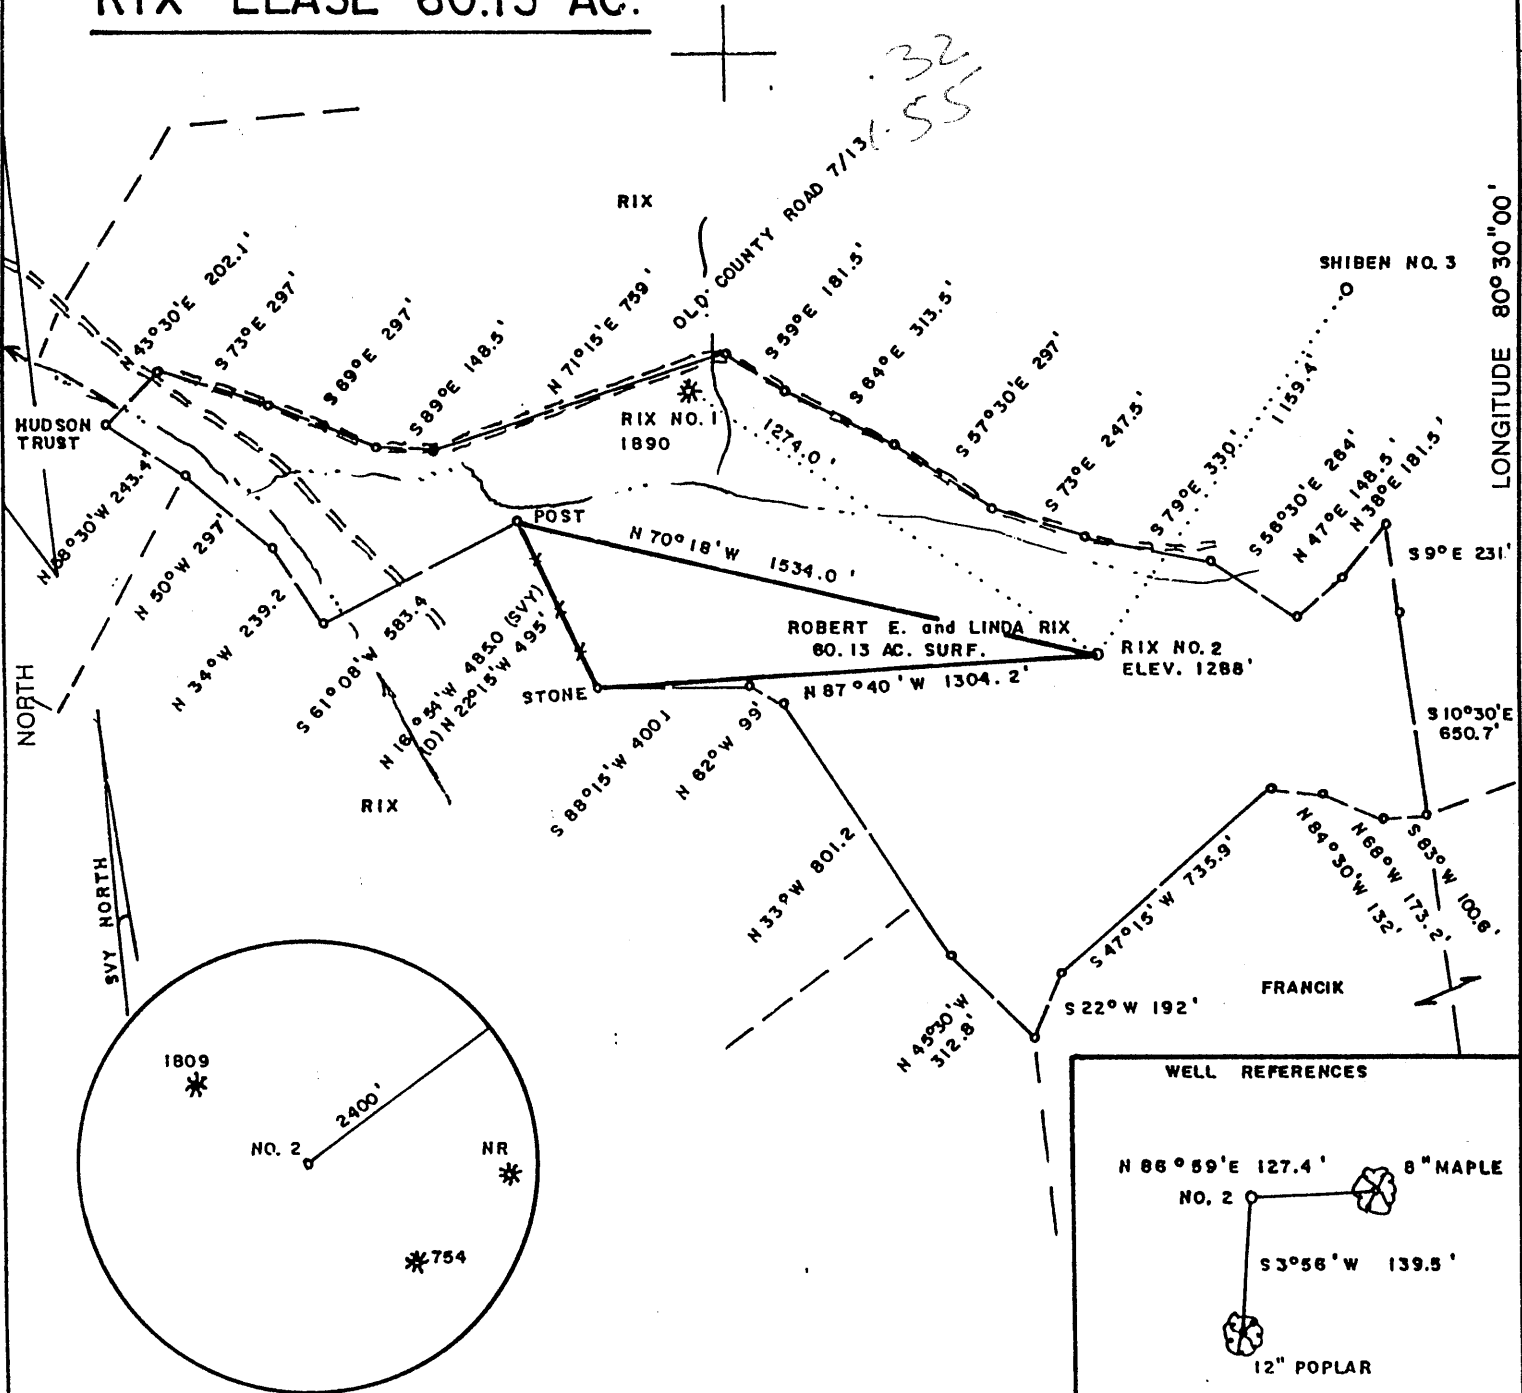 RIX LEASE 60.13 AC.
.32
1.55
RIX
OLD COUNTY ROAD 7/13
LONGITUDE 80°30"00'
SHIBEN NO. 3
N 43°30'E 202.1'
S 73°E 297'
S 69°E 297'
S 89°E 148.5'
N 71°15'E 759'
S 59°E 181.5'
S 64°E 313.5'
S 57°30'E 297'
S 73°E 247.5'
S 79°E 330.'
1159.4'
S 56°30'E 264'
N 47°E 148.5'
N 38°E 181.5'
S 9°E 231.'
HUDSON
TRUST
RIX NO. 1
1890
1274.0'
POST
N 70°18'W 1534.0'
N 58°30'W 243.4'
N 50°W 297'
N 34°W 239.2
S 61°08'W 583.4
N 16°54'W 485.0 (SVY)
(D) N 22°15'W 495'
ROBERT E. and LINDA RIX
60.13 AC. SURF.
RIX NO. 2
ELEV. 1288'
STONE
N 87°40'W 1304.2'
S 10°30'E
650.7'
NORTH
S 88°15'W 400.1
N 62°W 99'
RIX
N 33°W 801.2
S 47°15'W 735.9'
N 84°30'W 132'
N 68°W 173.2'
S 83°W 100.6'
SVY NORTH
FRANCIK
S 22°W 192'
N 45°30'W
312.8'
1809
2400'
NO. 2
NR
754
WELL REFERENCES
N 86°59'E 127.4'
8" MAPLE
NO. 2
S 3°56'W 139.5'
12" POPLAR